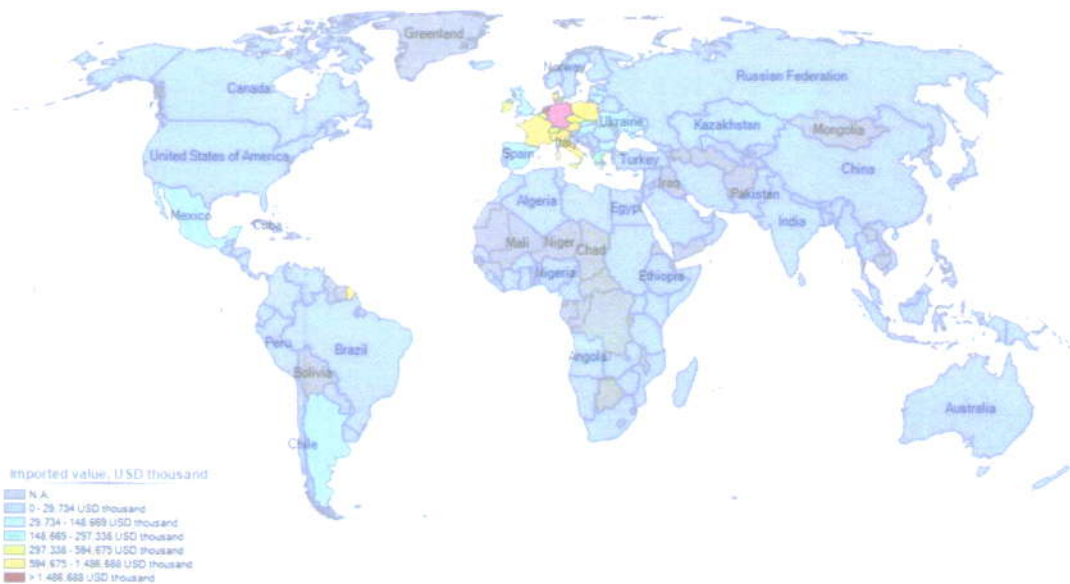 Greenland
Norway
Canada
Russian Federation
Ukraine
Kazakhstan
Mongolia
United States of America
Spain
Turkey
China
Iraq
Pakistan
Algeria
Egypt
India
Mexico
Cuba
Mali
Niger
Chad
Nigeria
Ethiopia
Peru
Brazil
Angola
Bolivia
Australia
Chile
Imported value, USD thousand
N.A.
0 - 29,734 USD thousand
29,734 - 148,669 USD thousand
148,669 - 297,338 USD thousand
297,338 - 594,675 USD thousand
594,675 - 1,486,688 USD thousand
> 1,486,688 USD thousand